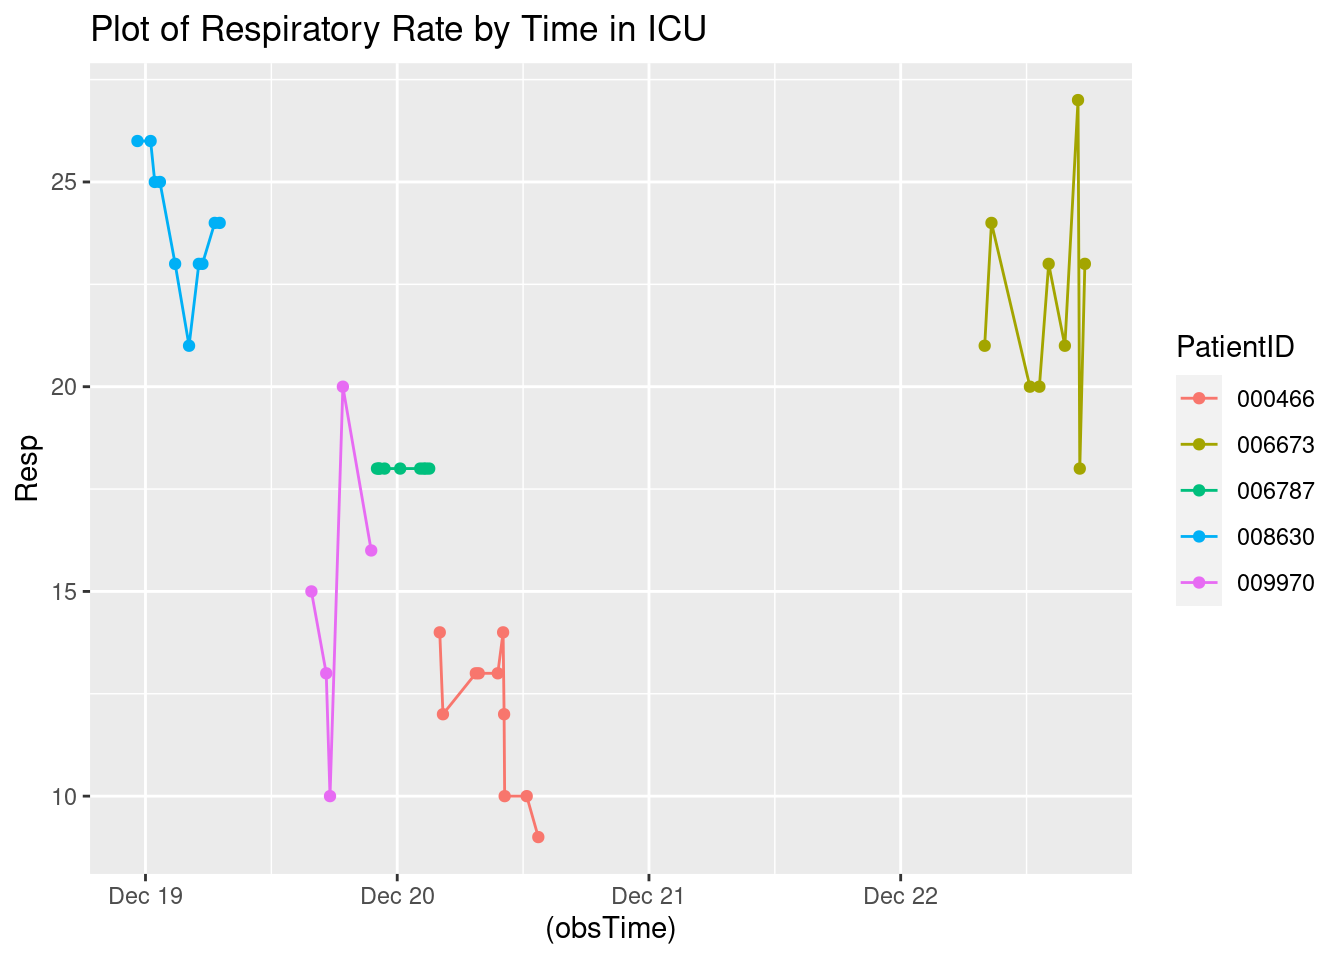 Plot of Respiratory Rate by Time in ICU
25
20
15
10
Resp
Dec 19
Dec 20
Dec 21
Dec 22
(obsTime)
PatientID
000466
006673
006787
008630
009970